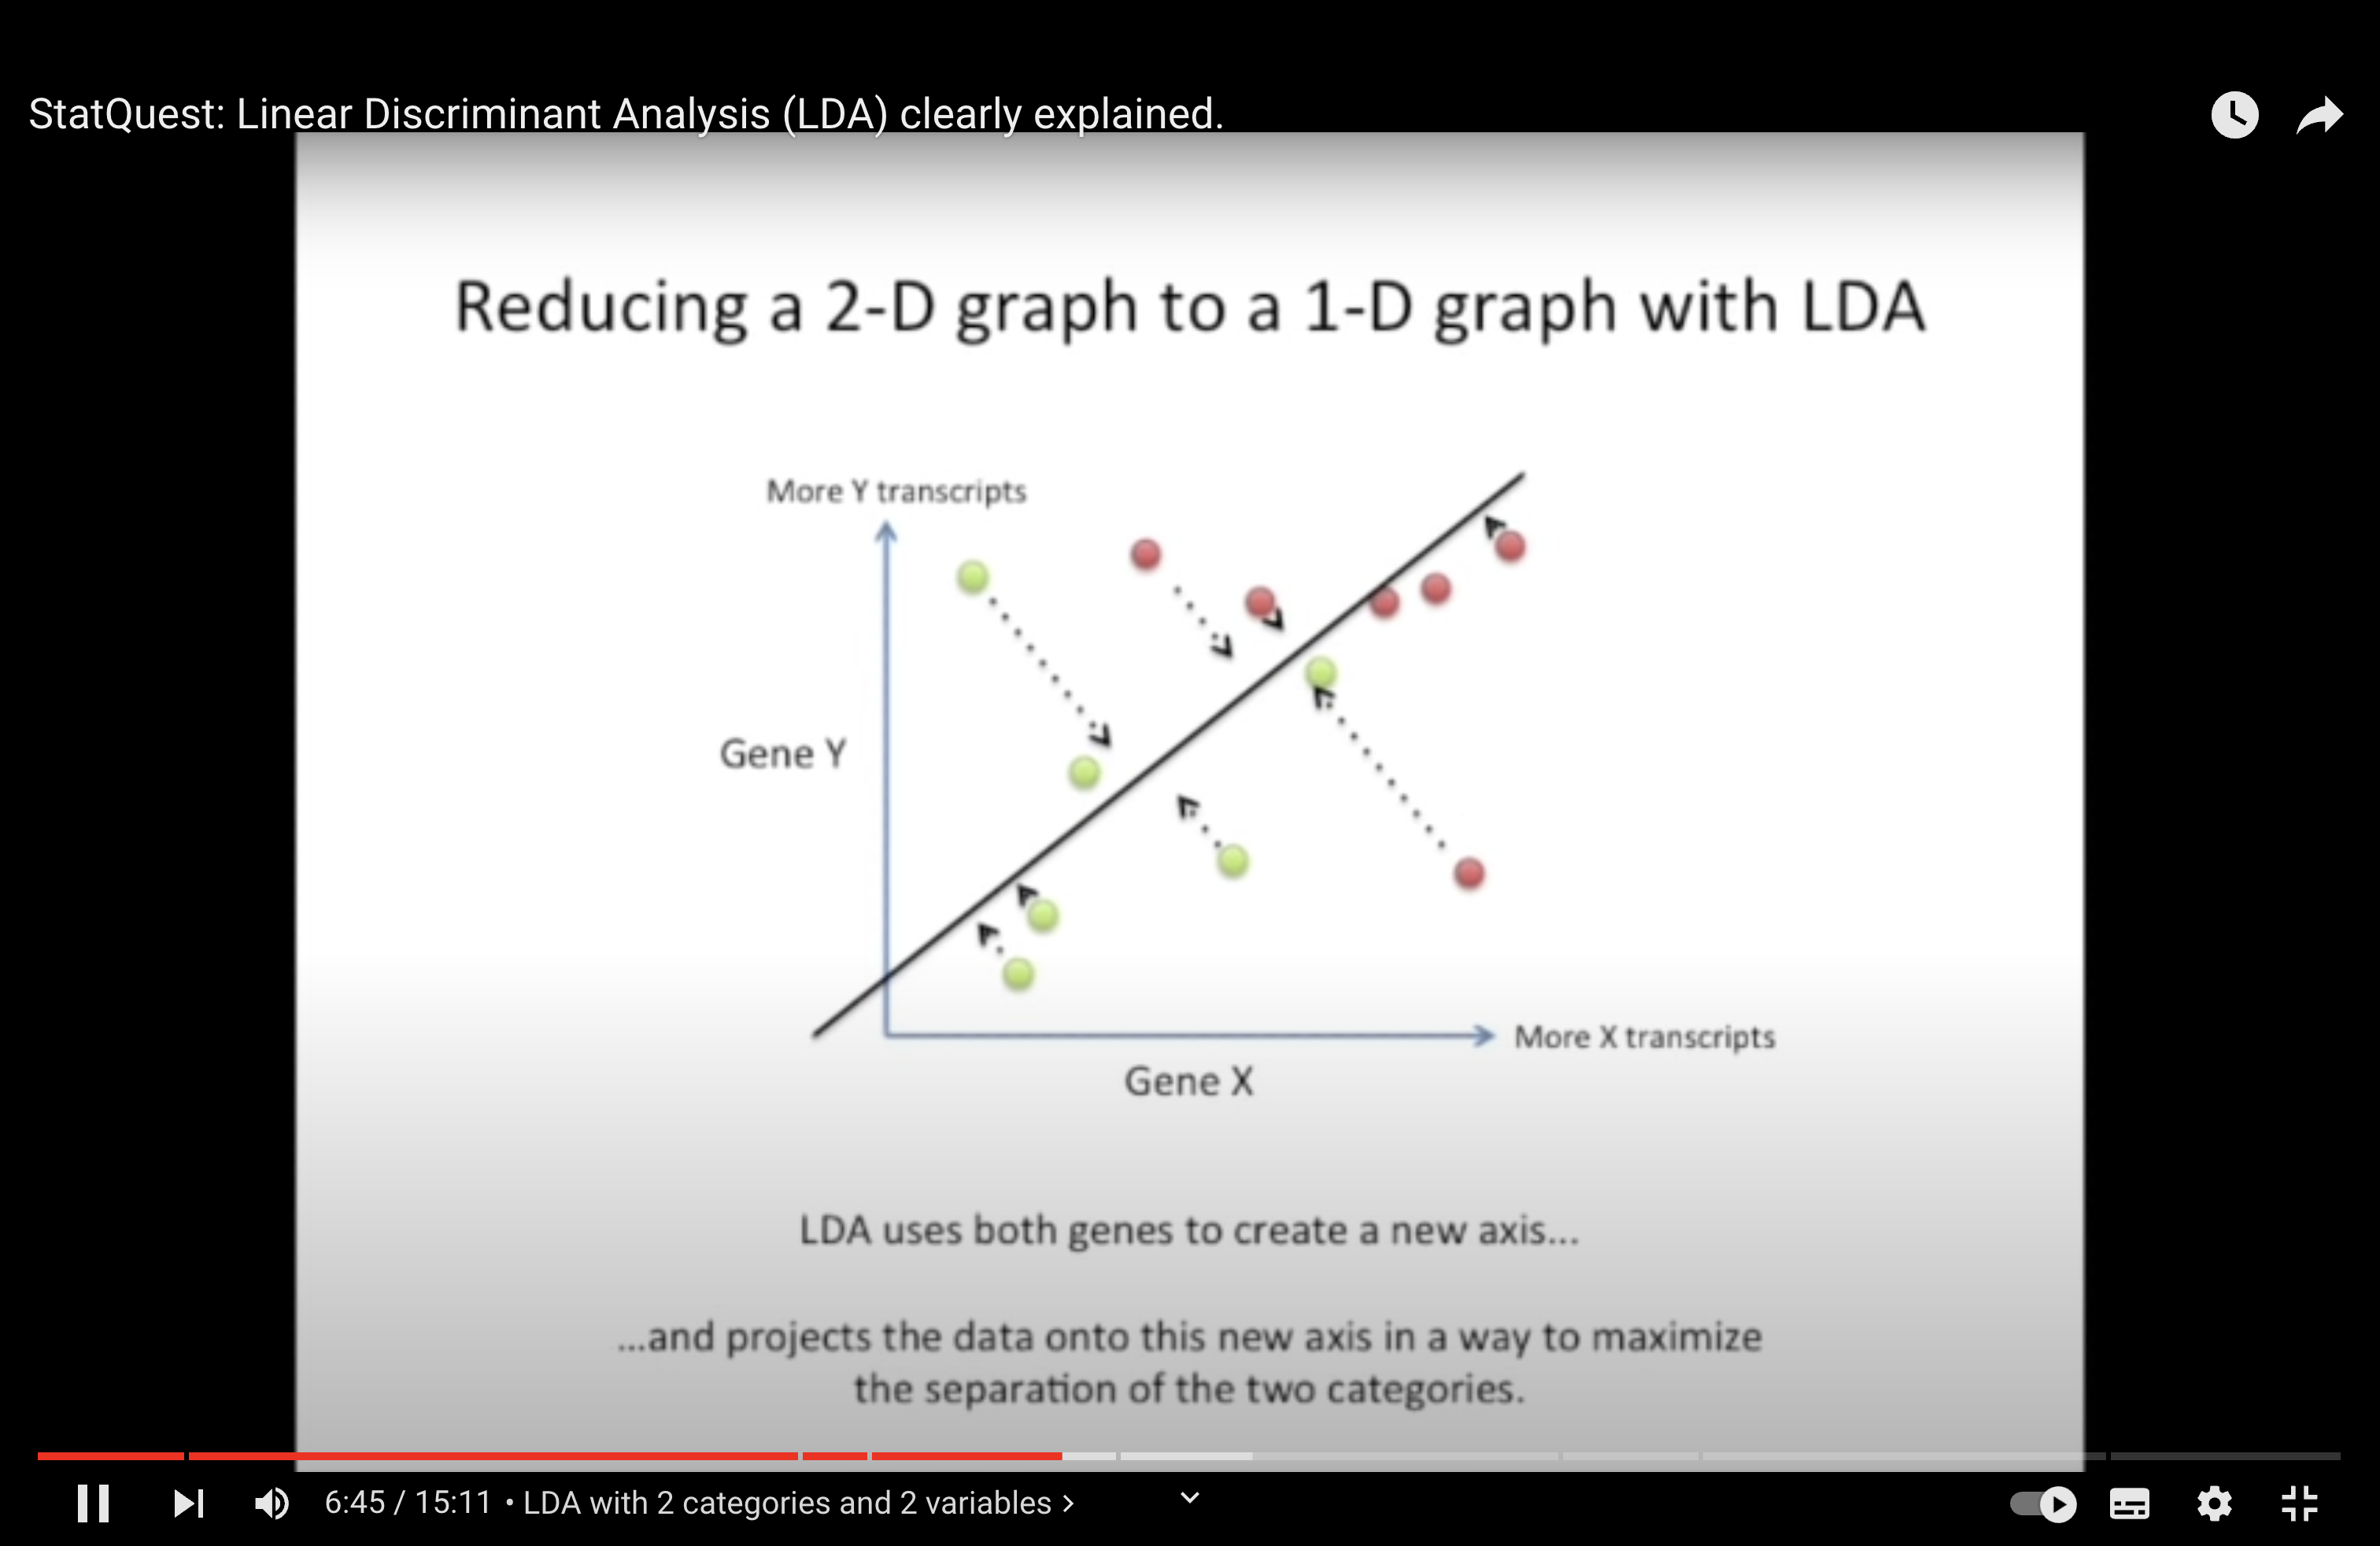 StatQuest: Linear Discriminant Analysis (LDA) clearly explained.
Reducing a 2-D graph to a 1-D graph with LDA
More Y transcripts
Gene Y
More X transcripts
Gene X
LDA uses both genes to create a new axis...
...and projects the data onto this new axis in a way to maximize
the separation of the two categories.
6:45 / 15:11 • LDA with 2 categories and 2 variables >